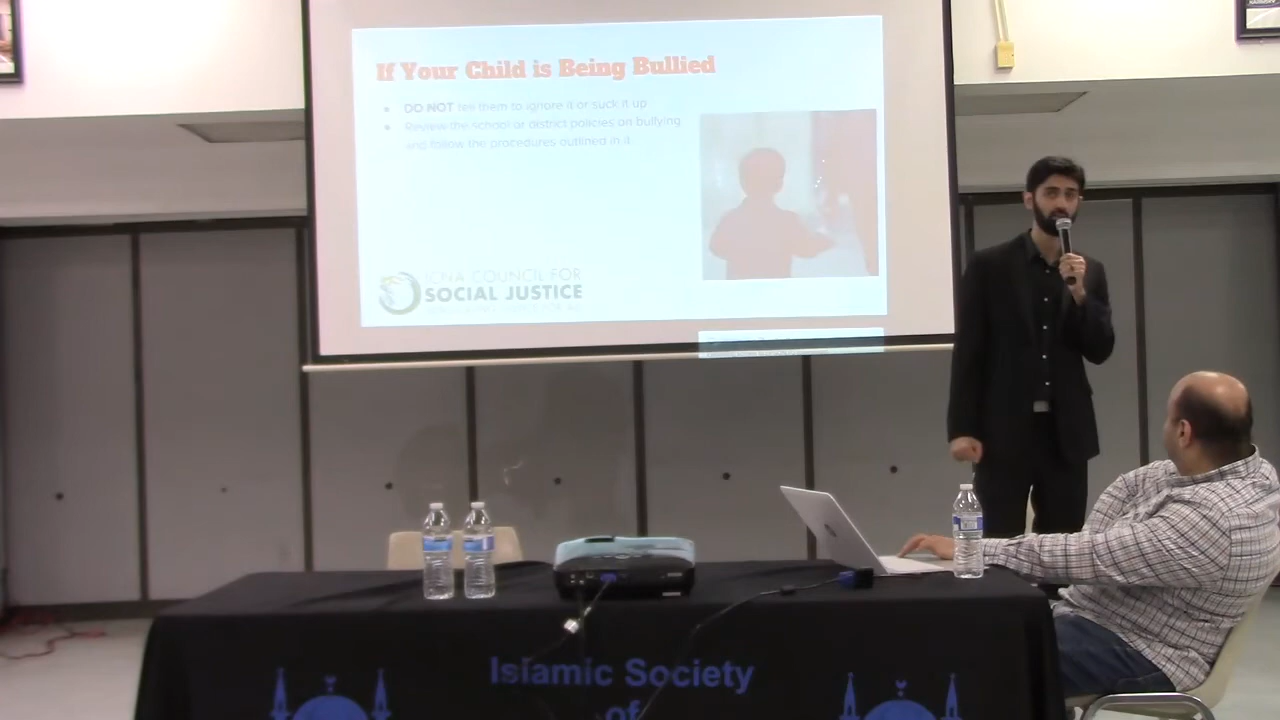 If Your Child is Being Bullied
DO NOT tell them to ignore it or suck it up
Review the school or district policies on bullying
and follow the procedures outlined in it
ICNA COUNCIL FOR
SOCIAL JUSTICE
Islamic Society
of